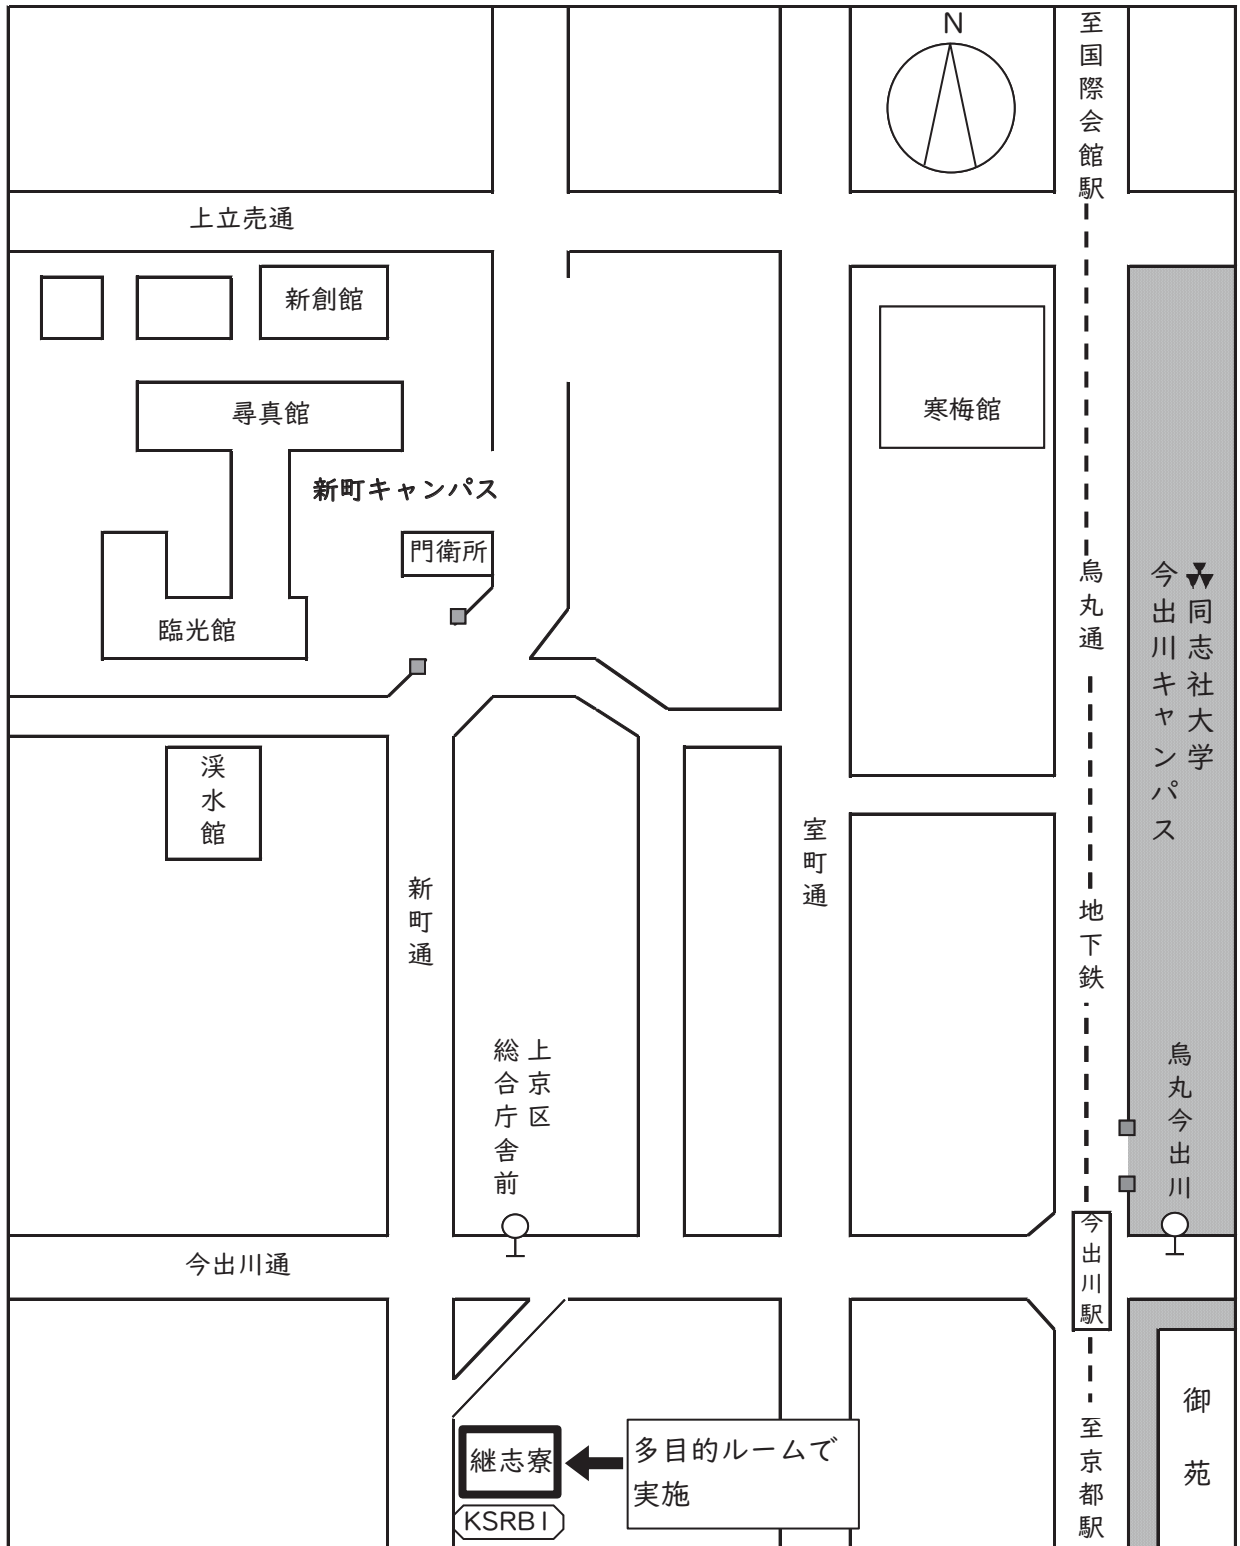 N
至国際会館駅
上立売通
新創館
尋真館
寒梅館
新町キャンパス
門衛所
臨光館
烏丸通
同志社大学
今出川キャンパス
渓水館
室町通
新町通
地下鉄
上京区
総合庁舎前
烏丸今出川
今出川通
今出川駅
御苑
継志寮
多目的ルームで
実施
至京都駅
KSRB1